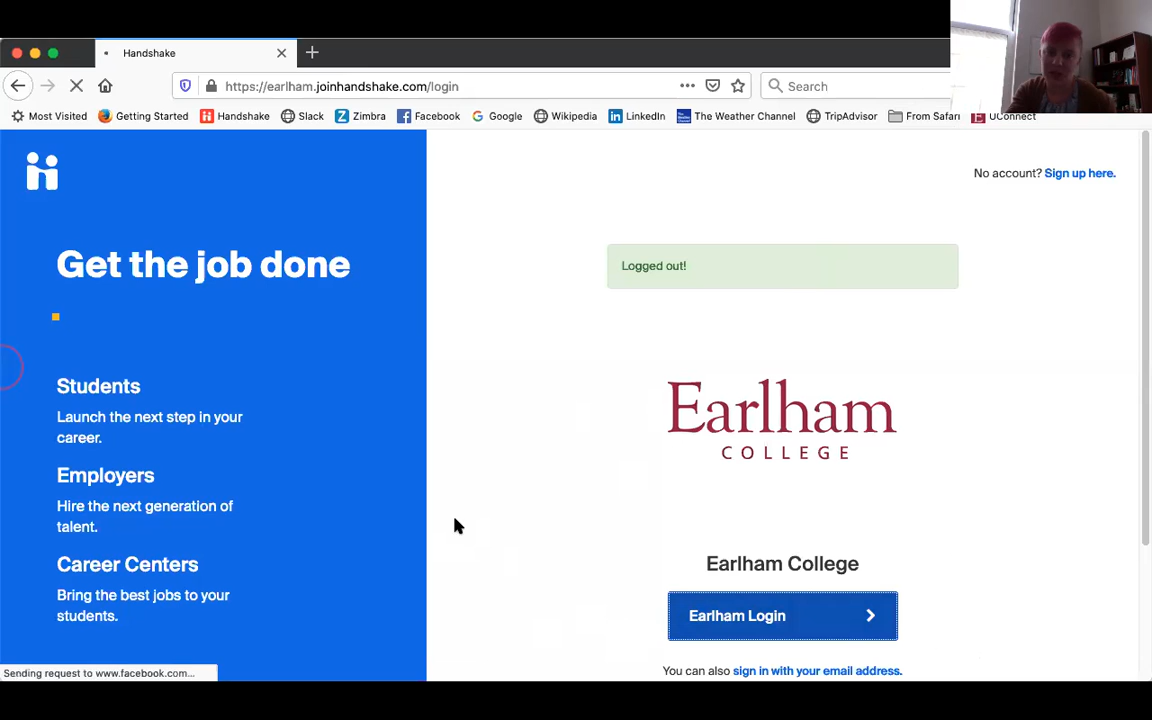 Handshake
https://earlham.joinhandshake.com/login
Search
Most Visited Getting Started Handshake Slack Zimbra Facebook Google Wikipedia LinkedIn The Weather Channel TripAdvisor From Safari UConnect
No account? Sign up here.
Get the job done
Logged out!
Students
Launch the next step in your
career.
Employers
Hire the next generation of
talent.
Career Centers
Bring the best jobs to your
students.
Earlham
COLLEGE
Earlham College
Earlham Login
You can also sign in with your email address.
Sending request to www.facebook.com...